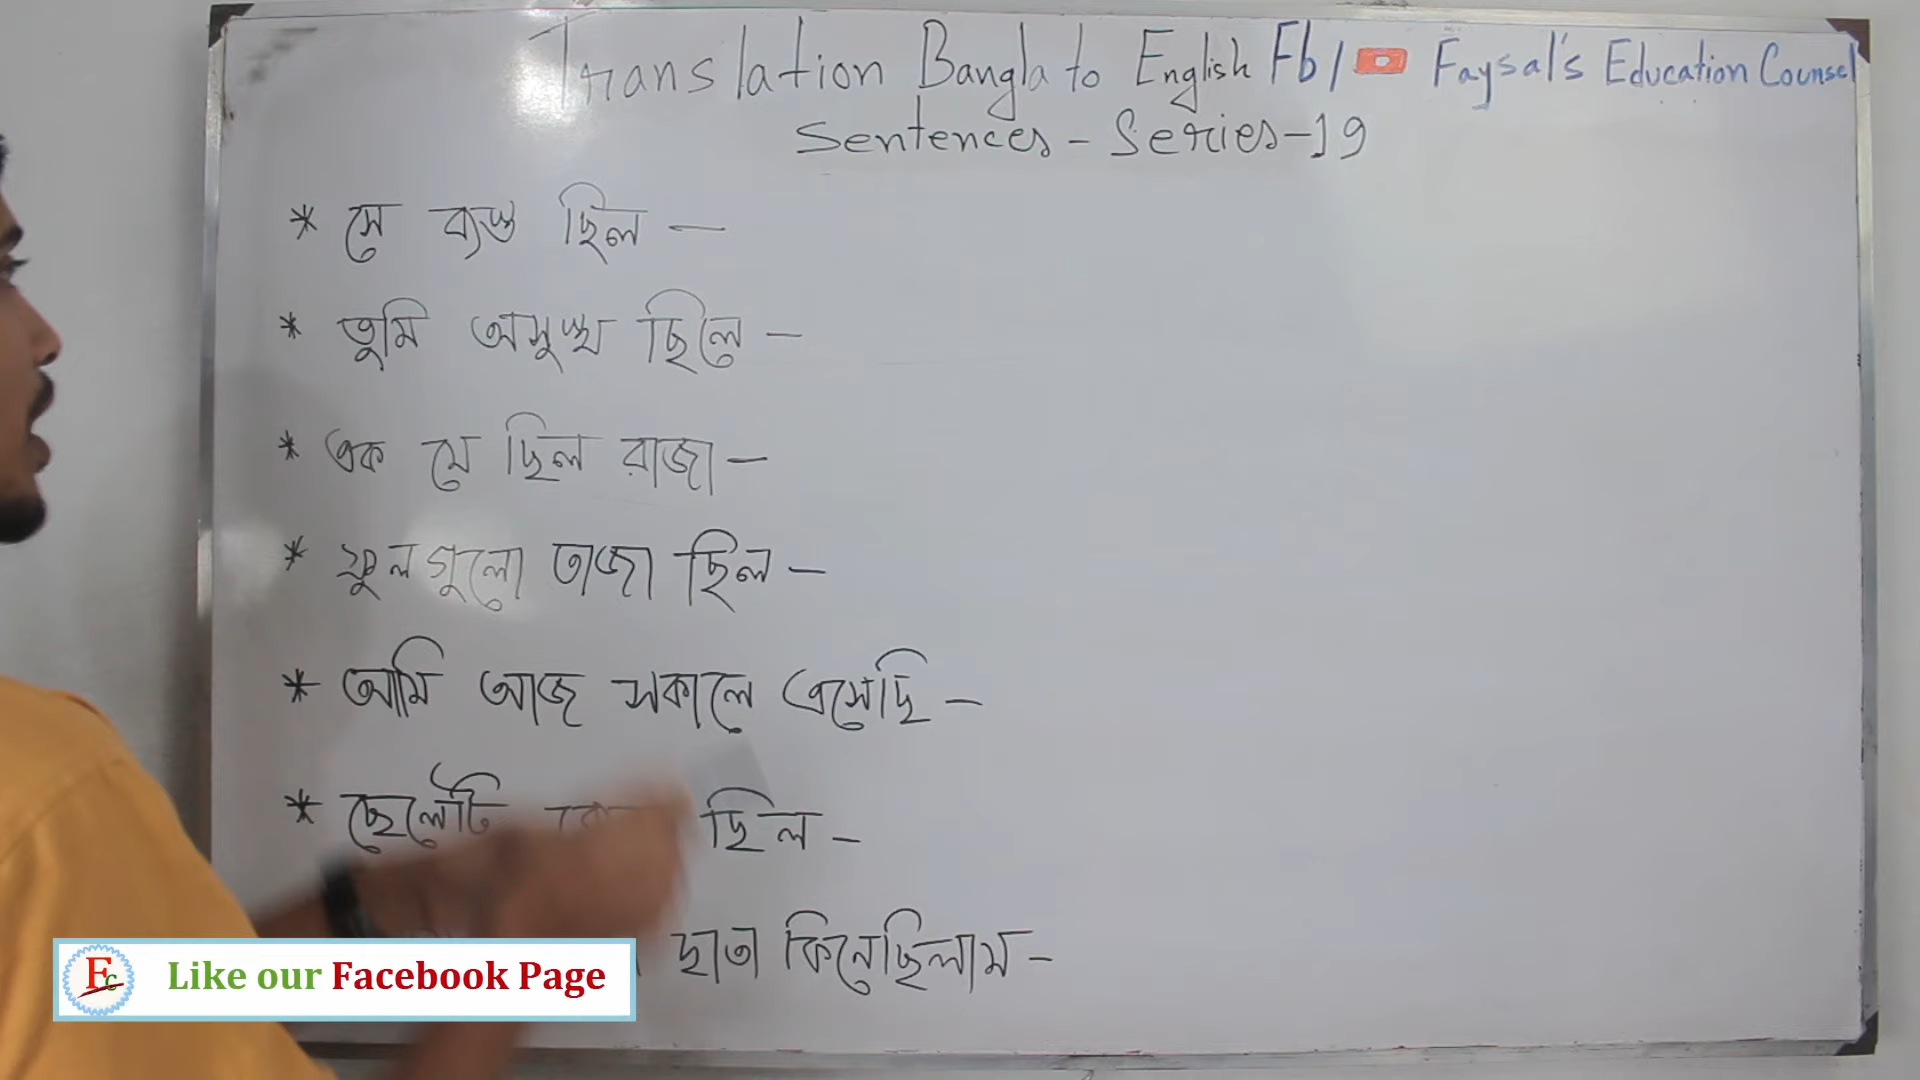 Translation Bangla to English Fb/ Faysal's Education Counsel
Sentences - Series-19
* সে ব্যস্ত ছিল —
* তুমি অসুস্থ ছিলে —
* এক যে ছিল রাজা —
* ফুলগুলো তাজা ছিল —
* আমি আজ সকালে এসেছি —
* ছেলেটি ছিল —
ছাতা কিনেছিলাম —
Fc Like our Facebook Page